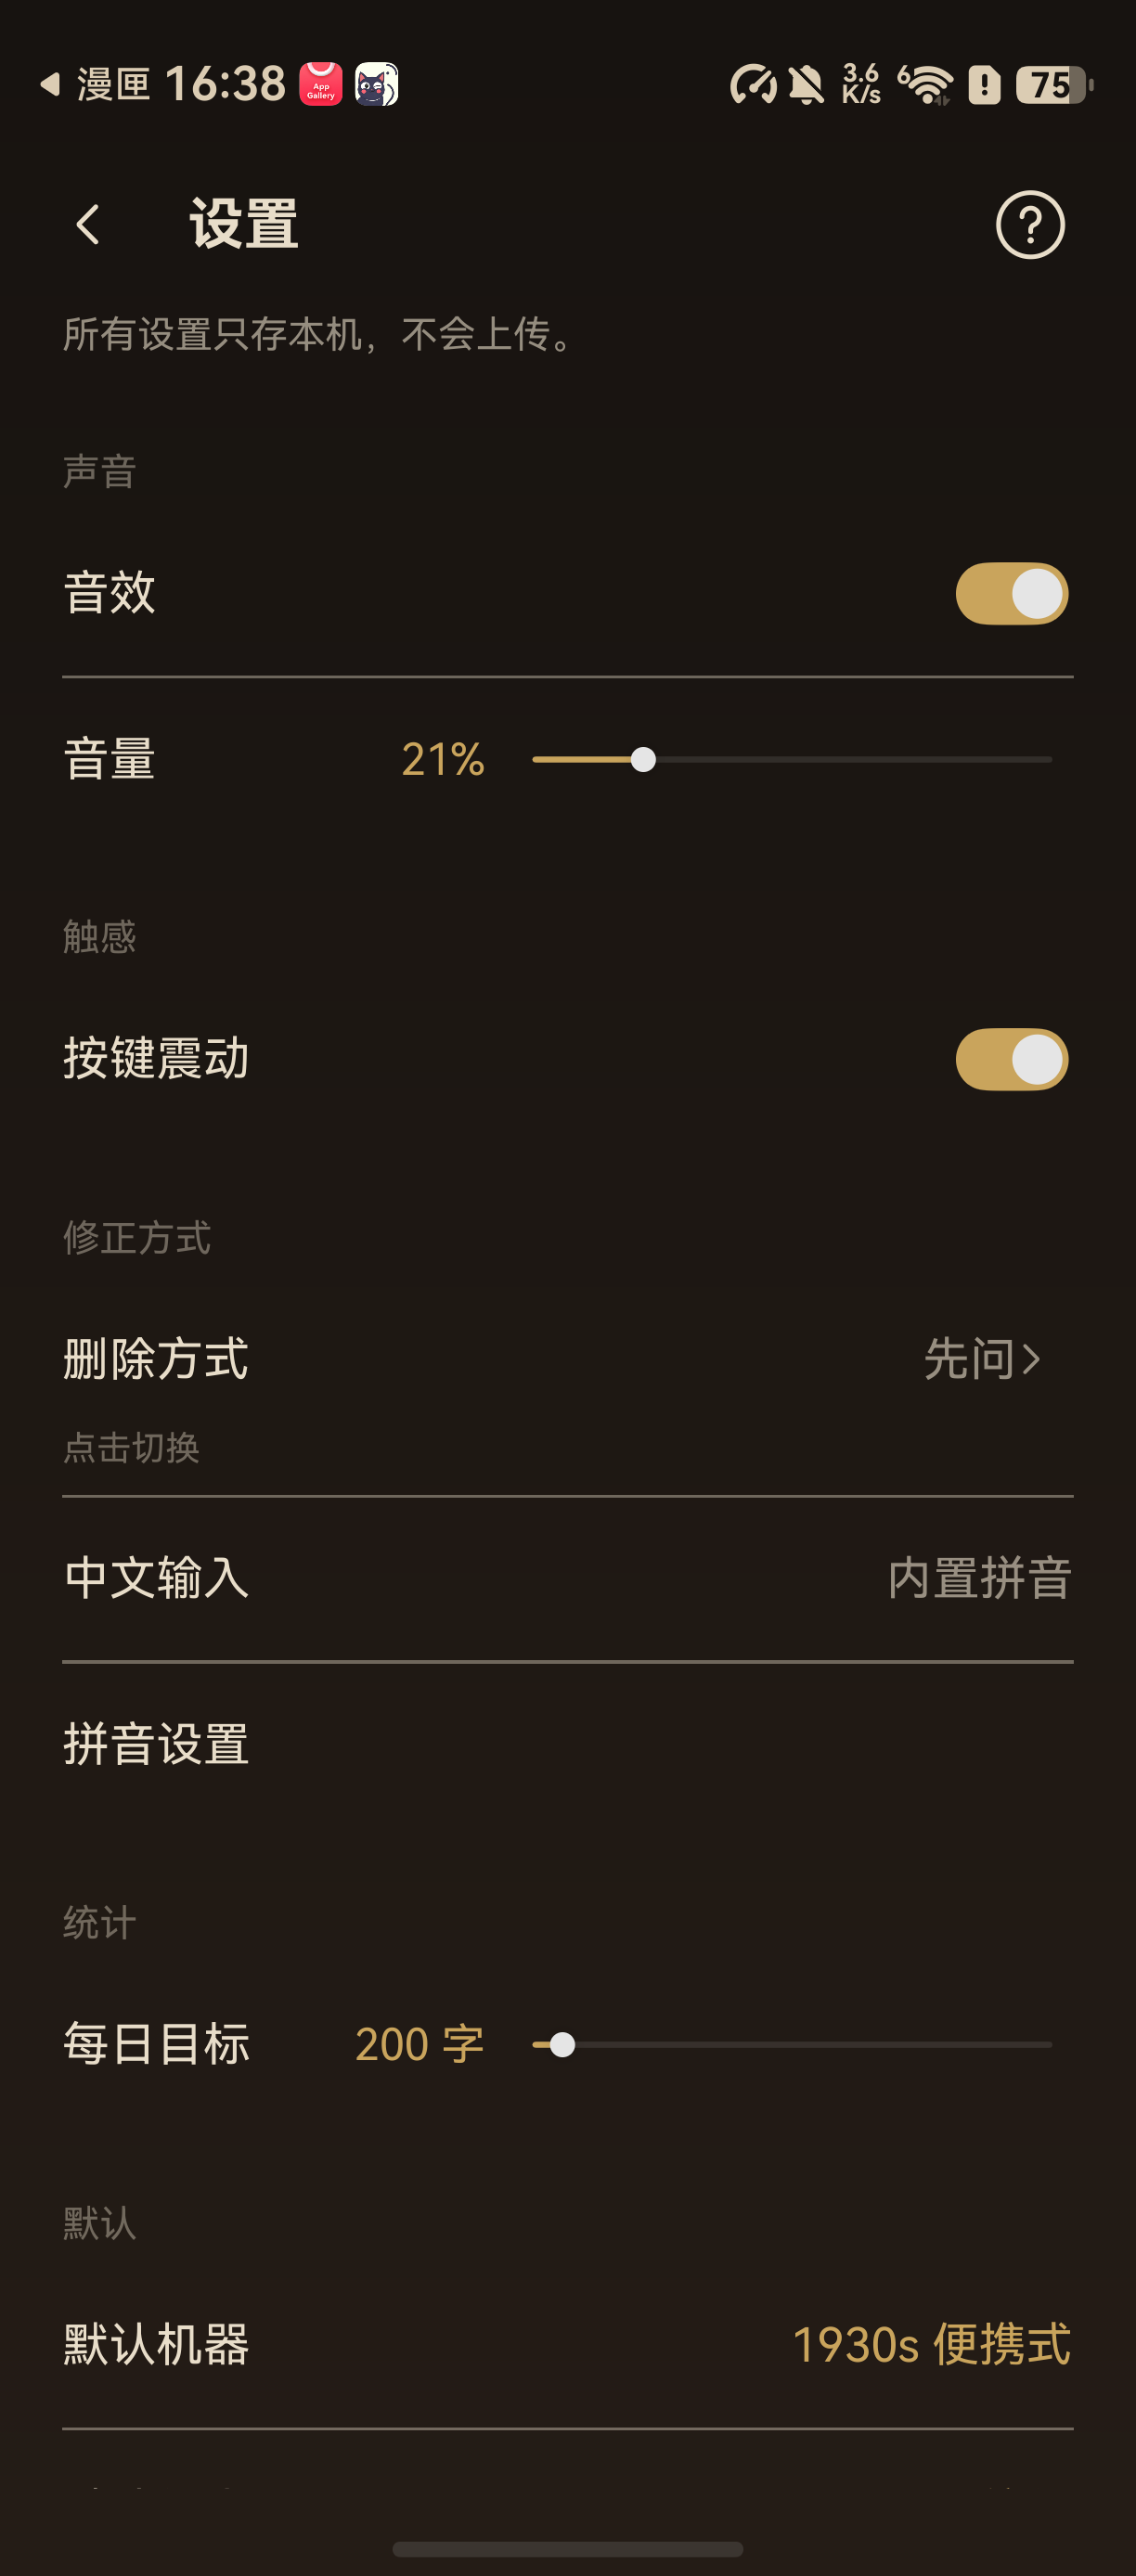 漫匣 16:38 App Gallery 3.6 K/s 6 75
设置
所有设置只存本机，不会上传。
声音
音效
音量 21%
触感
按键震动
修正方式
删除方式 先问
点击切换
中文输入 内置拼音
拼音设置
统计
每日目标 200 字
默认
默认机器 1930s 便携式